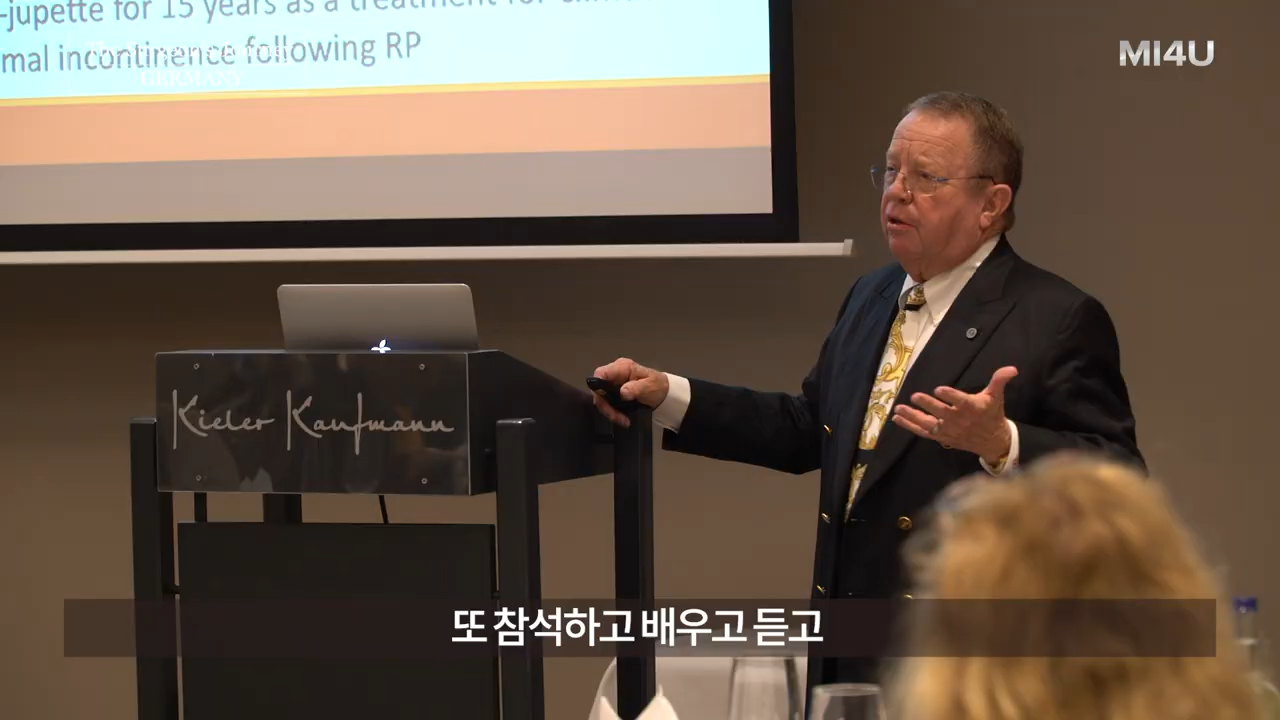 -jupette for 15 years as a treatment for
mal incontinence following RP
GERMANY
MI4U
Kieler Kaufmann
또 참석하고 배우고 듣고